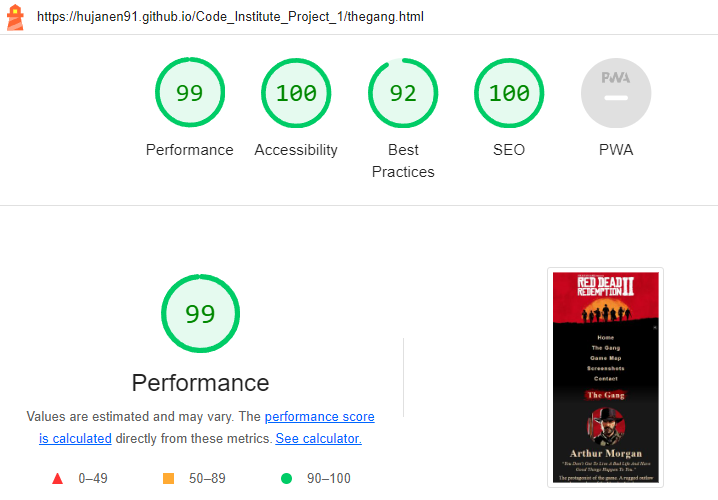 https://hujanen91.github.io/Code_Institute_Project_1/thegang.html
99
100
92
100
PWA
Performance
Accessibility
Best
Practices
SEO
PWA
99
Performance
Values are estimated and may vary. The performance score
is calculated directly from these metrics. See calculator.
0–49
50–89
90–100
RED DEAD
REDEMPTION II
Home
The Gang
Game Map
Screenshots
Contact
The Gang
Arthur Morgan
"You Don't Get To Live A Bad Life And Have
Good Things Happen To You."
The protagonist of the game. A rugged outlaw